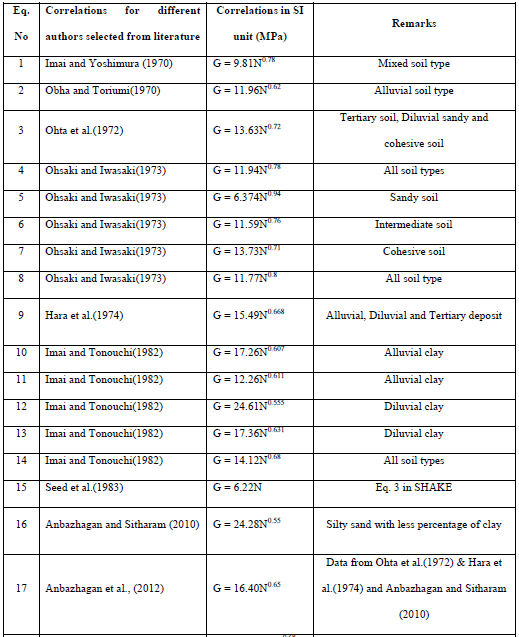 Eq. No | Correlations for different authors selected from literature | Correlations in SI unit (MPa) | Remarks
1 | Imai and Yoshimura (1970) | G = 9.81N^0.78 | Mixed soil type
2 | Obha and Toriumi(1970) | G = 11.96N^0.62 | Alluvial soil type
3 | Ohta et al.(1972) | G = 13.63N^0.72 | Tertiary soil, Diluvial sandy and cohesive soil
4 | Ohsaki and Iwasaki(1973) | G = 11.94N^0.78 | All soil types
5 | Ohsaki and Iwasaki(1973) | G = 6.374N^0.94 | Sandy soil
6 | Ohsaki and Iwasaki(1973) | G = 11.59N^0.76 | Intermediate soil
7 | Ohsaki and Iwasaki(1973) | G = 13.73N^0.71 | Cohesive soil
8 | Ohsaki and Iwasaki(1973) | G = 11.77N^0.8 | All soil type
9 | Hara et al.(1974) | G = 15.49N^0.668 | Alluvial, Diluvial and Tertiary deposit
10 | Imai and Tonouchi(1982) | G = 17.26N^0.607 | Alluvial clay
11 | Imai and Tonouchi(1982) | G = 12.26N^0.611 | Alluvial clay
12 | Imai and Tonouchi(1982) | G = 24.61N^0.555 | Diluvial clay
13 | Imai and Tonouchi(1982) | G = 17.36N^0.631 | Diluvial clay
14 | Imai and Tonouchi(1982) | G = 14.12N^0.68 | All soil types
15 | Seed et al.(1983) | G = 6.22N | Eq. 3 in SHAKE
16 | Anbazhagan and Sitharam (2010) | G = 24.28N^0.55 | Silty sand with less percentage of clay
17 | Anbazhagan et al., (2012) | G = 16.40N^0.65 | Data from Ohta et al.(1972) & Hara et al.(1974) and Anbazhagan and Sitharam (2010)